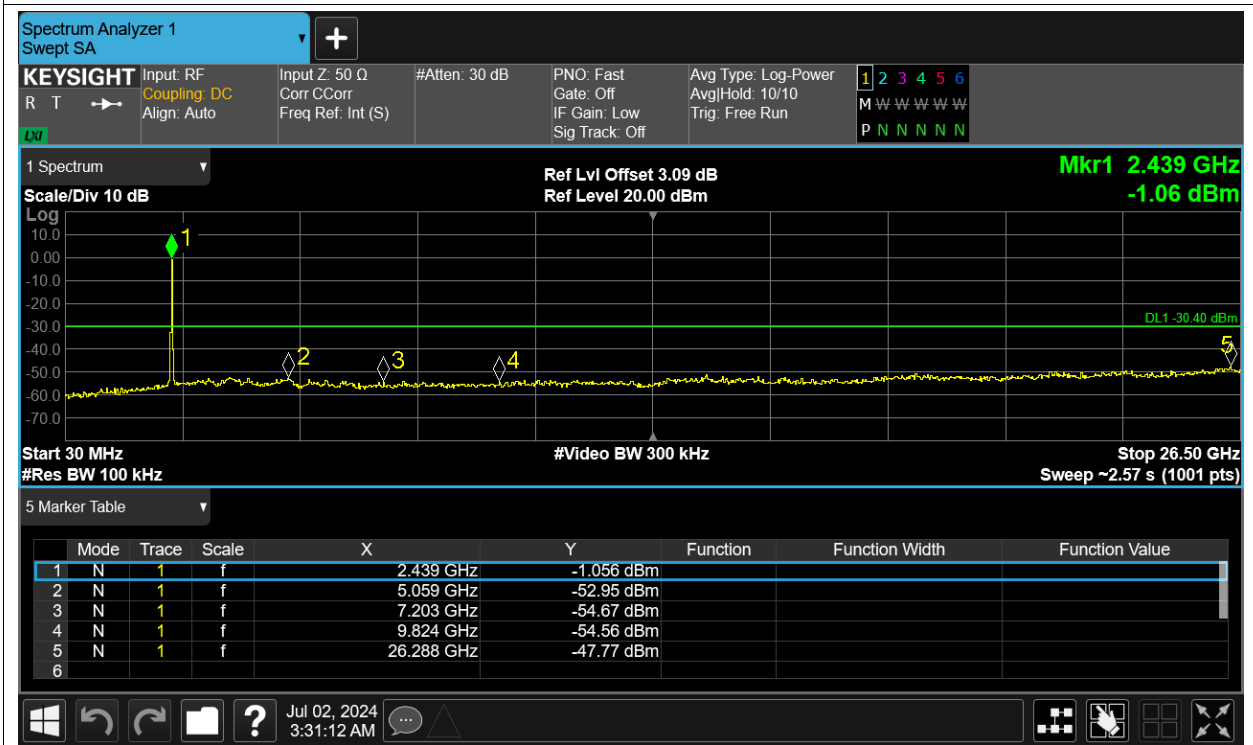 Spectrum Analyzer 1
Swept SA
+
KEYSIGHT
R T
LXI
Input: RF
Coupling: DC
Align: Auto
Input Z: 50 Ω
Corr CCorr
Freq Ref: Int (S)
#Atten: 30 dB
PNO: Fast
Gate: Off
IF Gain: Low
Sig Track: Off
Avg Type: Log-Power
Avg|Hold: 10/10
Trig: Free Run
1 2 3 4 5 6
M W W W W W W
P N N N N N
1 Spectrum
Scale/Div 10 dB
Ref Lvl Offset 3.09 dB
Ref Level 20.00 dBm
Mkr1 2.439 GHz
-1.06 dBm
Log
10.0
0.00
-10.0
-20.0
-30.0
-40.0
-50.0
-60.0
-70.0
1
2
3
4
5
DL1 -30.40 dBm
Start 30 MHz
#Video BW 300 kHz
Stop 26.50 GHz
#Res BW 100 kHz
Sweep ~2.57 s (1001 pts)
5 Marker Table
Mode Trace Scale X Y Function Function Width Function Value
1 N 1 f 2.439 GHz -1.056 dBm
2 N 1 f 5.059 GHz -52.95 dBm
3 N 1 f 7.203 GHz -54.67 dBm
4 N 1 f 9.824 GHz -54.56 dBm
5 N 1 f 26.288 GHz -47.77 dBm
6
?
Jul 02, 2024
3:31:12 AM